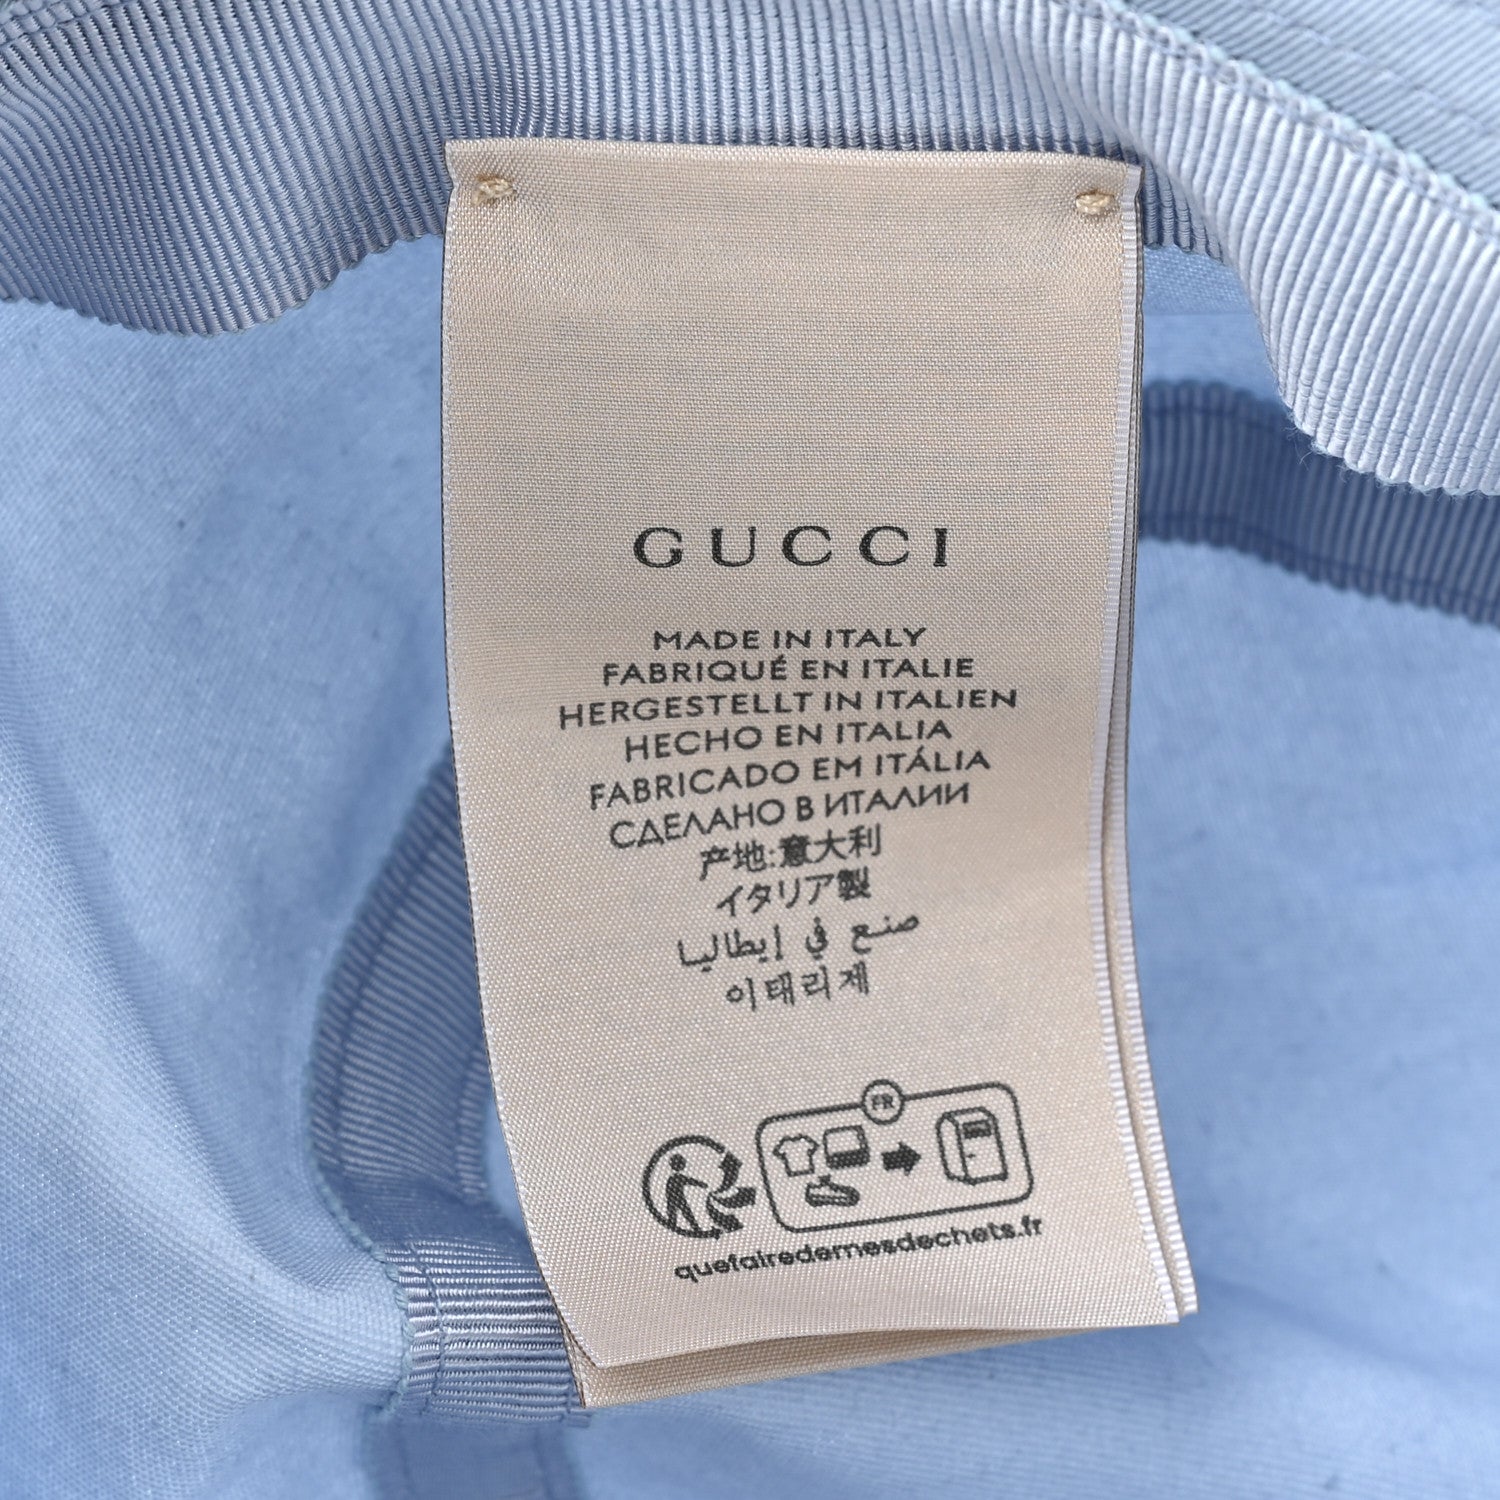 GUCCI
MADE IN ITALY
FABRIQUÉ EN ITALIE
HERGESTELLT IN ITALIEN
HECHO EN ITALIA
FABRICADO EM ITÁLIA
СДЕЛАНО В ИТАЛИИ
产地:意大利
イタリア製
صنع في إيطاليا
이태리제
FR
quefairedemesdechets.fr